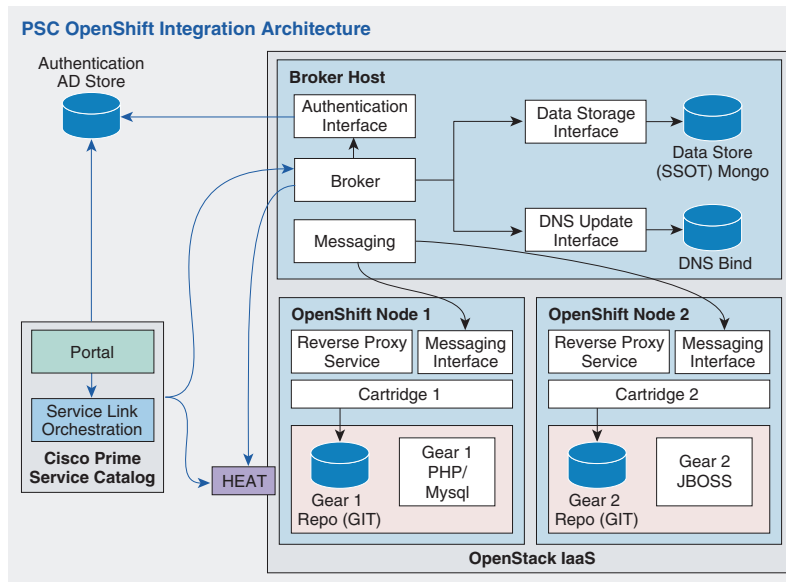 PSC OpenShift Integration Architecture
Authentication
AD Store
Broker Host
Authentication
Interface
Data Storage
Interface
Data Store
(SSOT) Mongo
Broker
Messaging
DNS Update
Interface
DNS Bind
OpenShift Node 1
Reverse Proxy
Service
Messaging
Interface
Cartridge 1
Gear 1
Repo (GIT)
Gear 1
PHP/
Mysql
OpenShift Node 2
Reverse Proxy
Service
Messaging
Interface
Cartridge 2
Gear 2
Repo (GIT)
Gear 2
JBOSS
Portal
Service Link
Orchestration
Cisco Prime
Service Catalog
HEAT
OpenStack IaaS